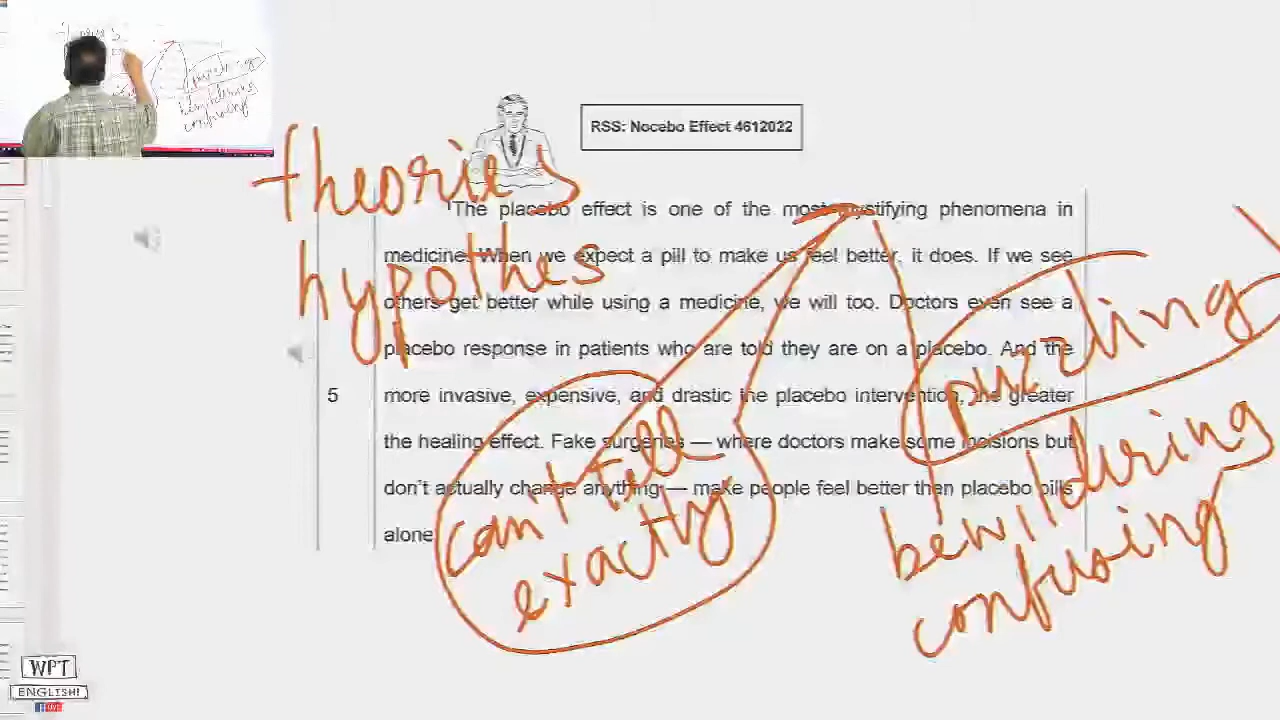 RSS: Nocebo Effect 4612022
theories
hypothes
The placebo effect is one of the most mystifying phenomena in
medicine. When we expect a pill to make us feel better, it does. If we see
others get better while using a medicine, we will too. Doctors even see a
placebo response in patients who are told they are on a placebo. And the
5 more invasive, expensive, and drastic the placebo intervention, the greater
the healing effect. Fake surgeries — where doctors make some incisions but
don't actually change anything — make people feel better than placebo pills
alone
can't tell
exactly
puzzling
bewildering
confusing
WPT
ENGLISH!
LIVE
puzzling
bewildering
confusing